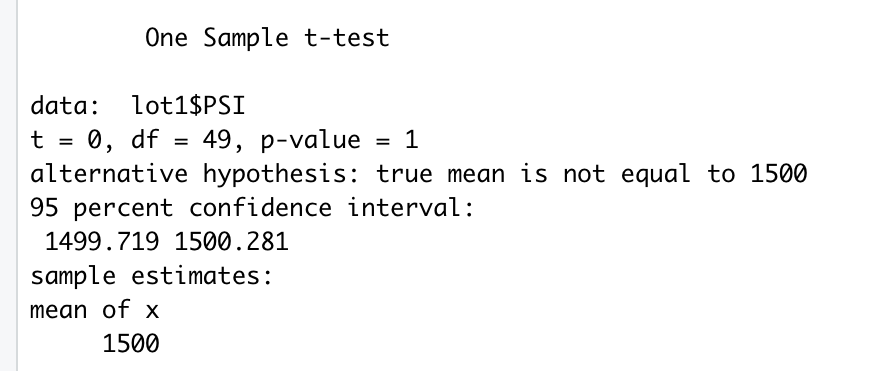 One Sample t-test
data:  lot1$PSI
t = 0, df = 49, p-value = 1
alternative hypothesis: true mean is not equal to 1500
95 percent confidence interval:
1499.719 1500.281
sample estimates:
mean of x
1500